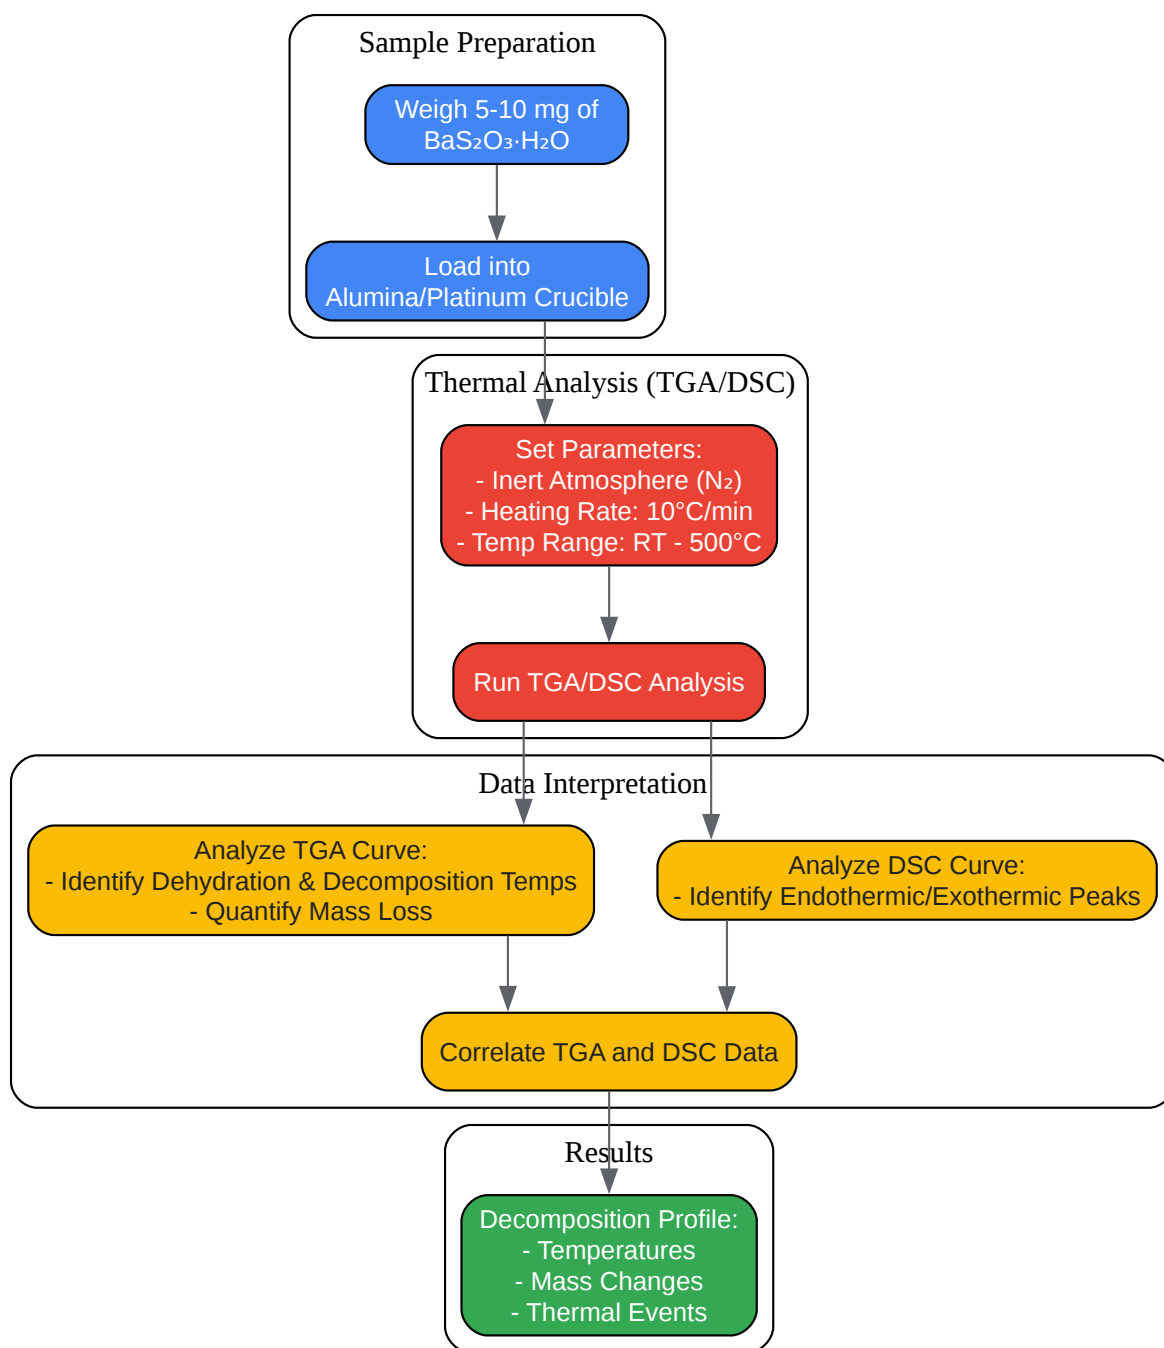 Sample Preparation
Weigh 5-10 mg of
BaS₂O₃·H₂O
Load into
Alumina/Platinum Crucible
Thermal Analysis (TGA/DSC)
Set Parameters:
- Inert Atmosphere (N₂)
- Heating Rate: 10°C/min
- Temp Range: RT - 500°C
Run TGA/DSC Analysis
Data Interpretation
Analyze TGA Curve:
- Identify Dehydration & Decomposition Temps
- Quantify Mass Loss
Analyze DSC Curve:
- Identify Endothermic/Exothermic Peaks
Correlate TGA and DSC Data
Results
Decomposition Profile:
- Temperatures
- Mass Changes
- Thermal Events